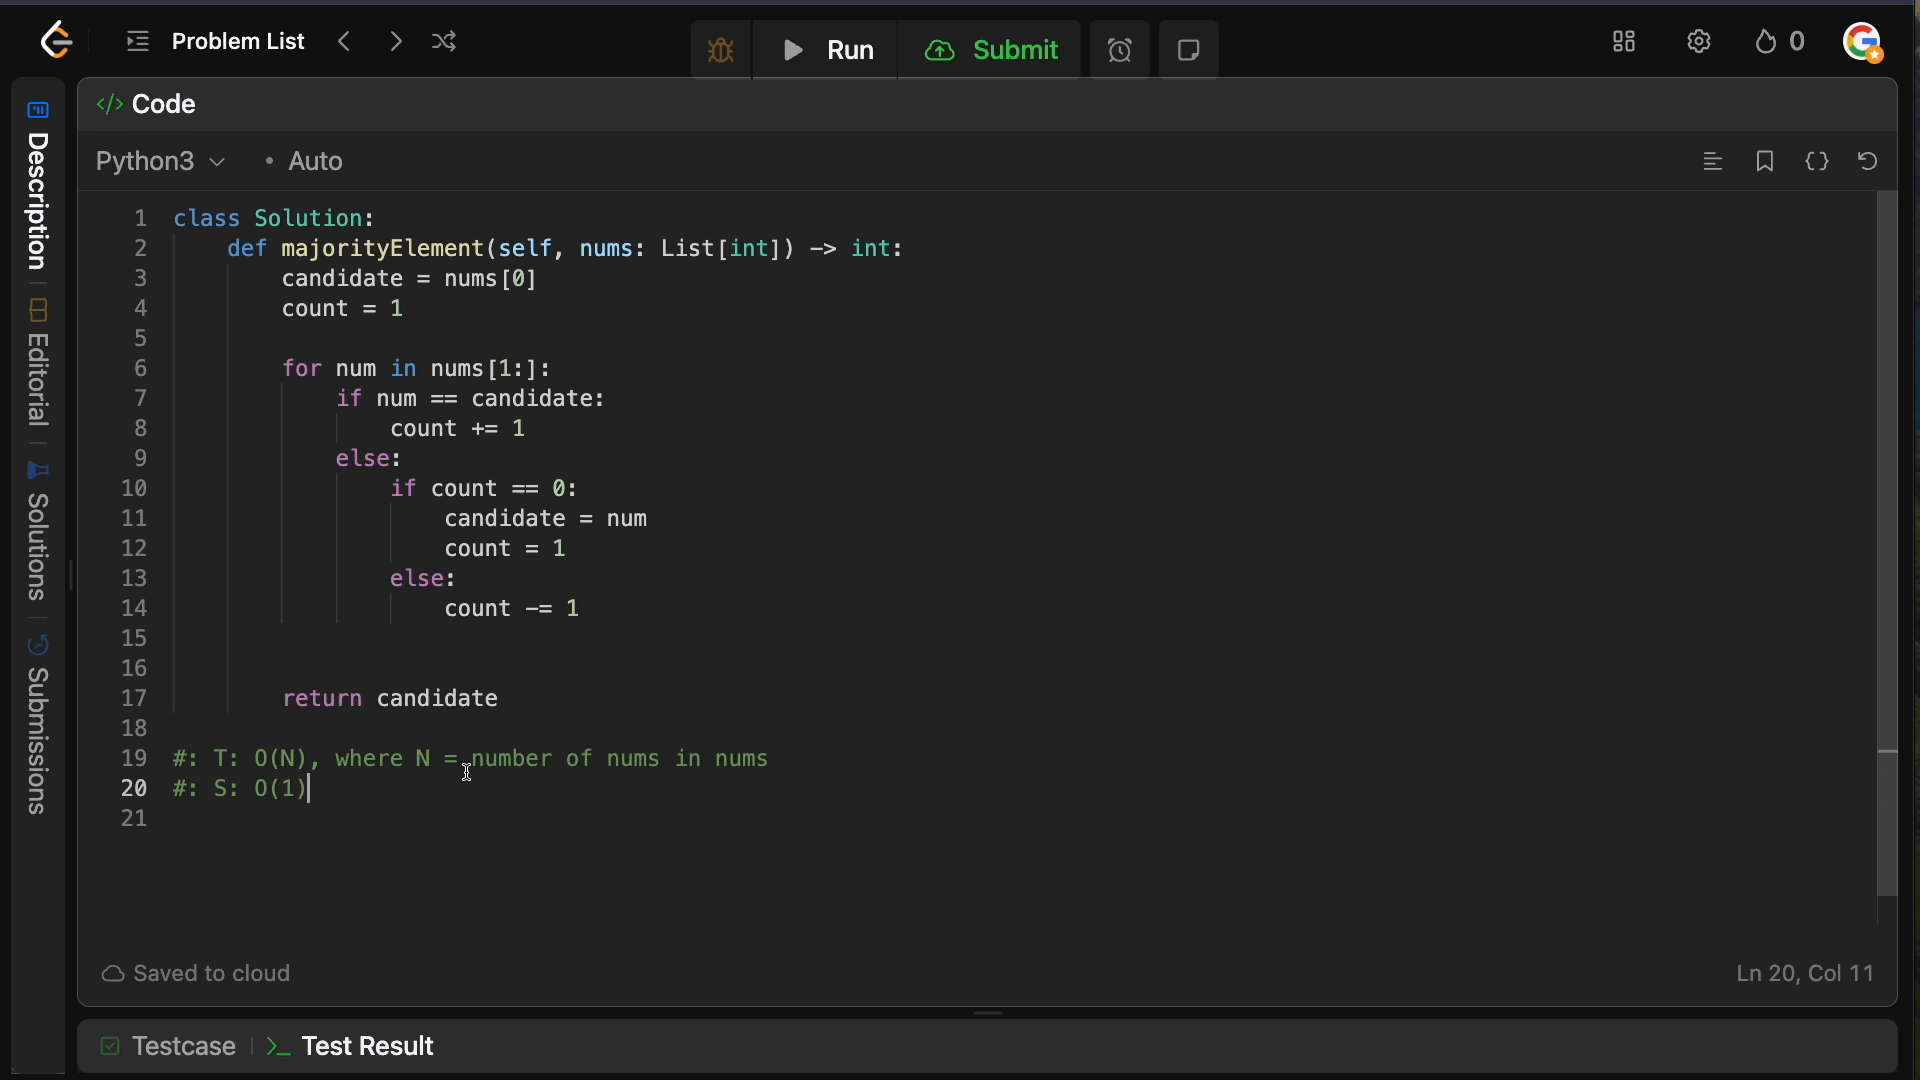 Problem List
Run
Submit
0
</> Code
Python3
• Auto
Description
Editorial
Solutions
Submissions
1 class Solution:
2 def majorityElement(self, nums: List[int]) -> int:
3 candidate = nums[0]
4 count = 1
5
6 for num in nums[1:]:
7 if num == candidate:
8 count += 1
9 else:
10 if count == 0:
11 candidate = num
12 count = 1
13 else:
14 count -= 1
15
16
17 return candidate
18
19 #: T: O(N), where N = number of nums in nums
20 #: S: O(1)
21
Saved to cloud
Ln 20, Col 11
Testcase
Test Result